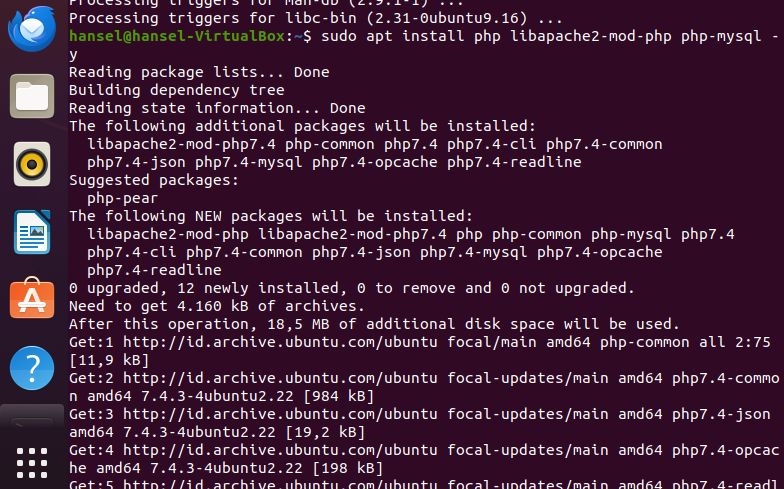 Processing triggers for man-db (2.9.1-1) ...
Processing triggers for libc-bin (2.31-0ubuntu9.16) ...
hansel@hansel-VirtualBox:~$ sudo apt install php libapache2-mod-php php-mysql -
y
Reading package lists... Done
Building dependency tree
Reading state information... Done
The following additional packages will be installed:
  libapache2-mod-php7.4 php-common php7.4 php7.4-cli php7.4-common
  php7.4-json php7.4-mysql php7.4-opcache php7.4-readline
Suggested packages:
  php-pear
The following NEW packages will be installed:
  libapache2-mod-php libapache2-mod-php7.4 php php-common php-mysql php7.4
  php7.4-cli php7.4-common php7.4-json php7.4-mysql php7.4-opcache
  php7.4-readline
0 upgraded, 12 newly installed, 0 to remove and 0 not upgraded.
Need to get 4.160 kB of archives.
After this operation, 18,5 MB of additional disk space will be used.
Get:1 http://id.archive.ubuntu.com/ubuntu focal/main amd64 php-common all 2:75
[11,9 kB]
Get:2 http://id.archive.ubuntu.com/ubuntu focal-updates/main amd64 php7.4-commo
n amd64 7.4.3-4ubuntu2.22 [984 kB]
Get:3 http://id.archive.ubuntu.com/ubuntu focal-updates/main amd64 php7.4-json
amd64 7.4.3-4ubuntu2.22 [19,2 kB]
Get:4 http://id.archive.ubuntu.com/ubuntu focal-updates/main amd64 php7.4-opcac
he amd64 7.4.3-4ubuntu2.22 [198 kB]
Get:5 http://id.archive.ubuntu.com/ubuntu focal-updates/main amd64 php7.4-readl